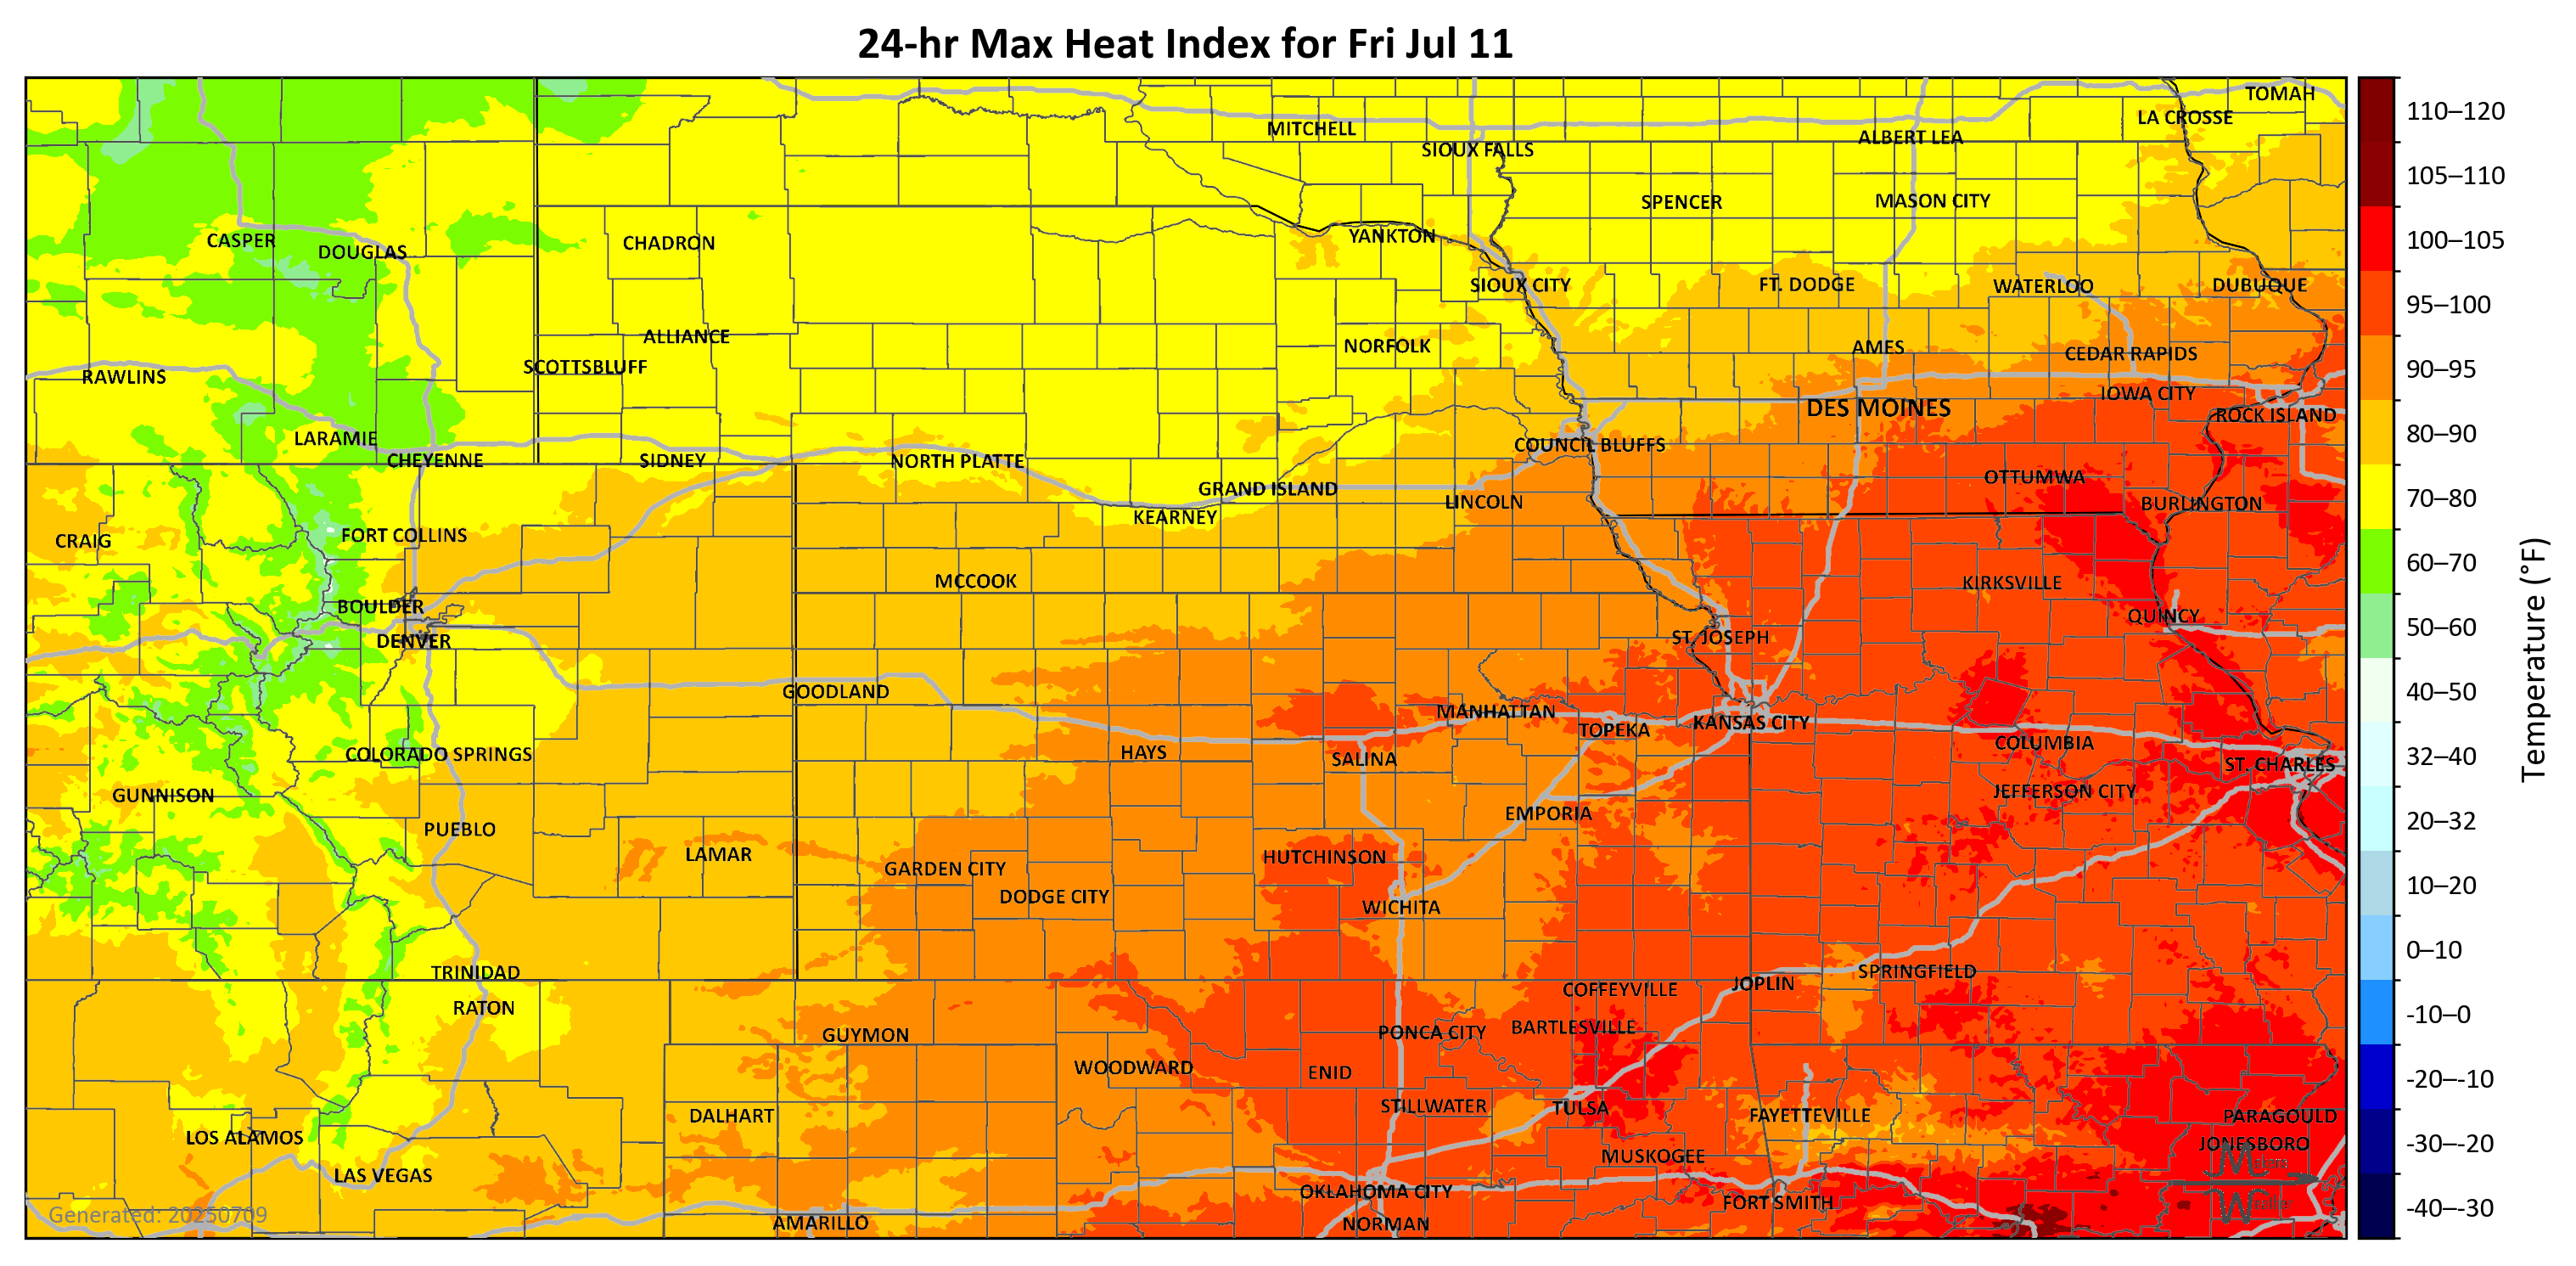 24-hr Max Heat Index for Fri Jul 11
TOMAH
LA CROSSE
MITCHELL
ALBERT LEA
SIOUX FALLS
SPENCER
MASON CITY
YANKTON
CASPER
CHADRON
DOUGLAS
SIOUX CITY
FT. DODGE
WATERLOO
DUBUQUE
ALLIANCE
NORFOLK
AMES
CEDAR RAPIDS
SCOTTSBLUFF
RAWLINS
IOWA CITY
DES MOINES
ROCK ISLAND
LARAMIE
COUNCIL BLUFFS
CHEYENNE
SIDNEY
NORTH PLATTE
OTTUMWA
GRAND ISLAND
LINCOLN
BURLINGTON
KEARNEY
FORT COLLINS
CRAIG
MCCOOK
KIRKSVILLE
BOULDER
QUINCY
DENVER
ST. JOSEPH
GOODLAND
MANHATTAN
KANSAS CITY
TOPEKA
COLUMBIA
COLORADO SPRINGS
HAYS
SALINA
ST. CHARLES
GUNNISON
JEFFERSON CITY
EMPORIA
PUEBLO
LAMAR
HUTCHINSON
GARDEN CITY
DODGE CITY
WICHITA
TRINIDAD
SPRINGFIELD
JOPLIN
COFFEYVILLE
RATON
GUYMON
PONCA CITY
BARTLESVILLE
WOODWARD
ENID
STILLWATER
TULSA
DALHART
FAYETTEVILLE
PARAGOULD
LOS ALAMOS
JONESBORO
MUSKOGEE
LAS VEGAS
OKLAHOMA CITY
FORT SMITH
AMARILLO
NORMAN
Generated: 20250709
110–120
105–110
100–105
95–100
90–95
80–90
70–80
60–70
50–60
40–50
32–40
20–32
10–20
0–10
-10–0
-20–-10
-30–-20
-40–-30
Temperature (°F)